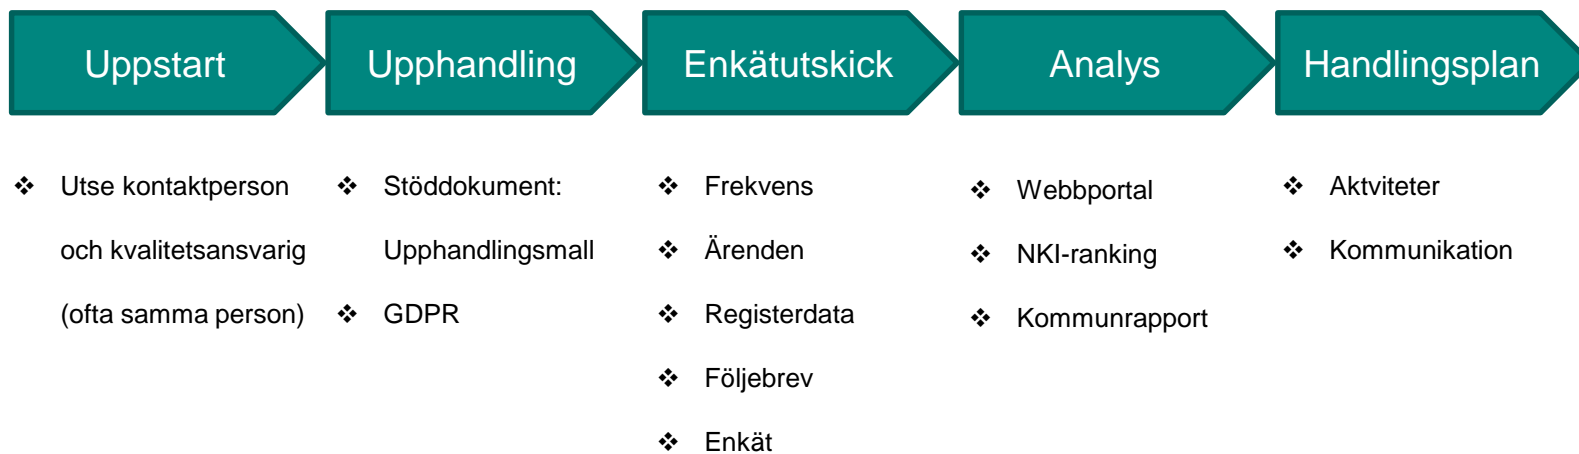 Uppstart
Upphandling
Enkätutskick
Analys
Handlingsplan
❖ Utse kontaktperson
och kvalitetsansvarig
(ofta samma person)
❖ Stöddokument:
Upphandlingsmall
❖ GDPR
❖ Frekvens
❖ Ärenden
❖ Registerdata
❖ Följebrev
❖ Enkät
❖ Webbportal
❖ NKI-ranking
❖ Kommunrapport
❖ Aktviteter
❖ Kommunikation